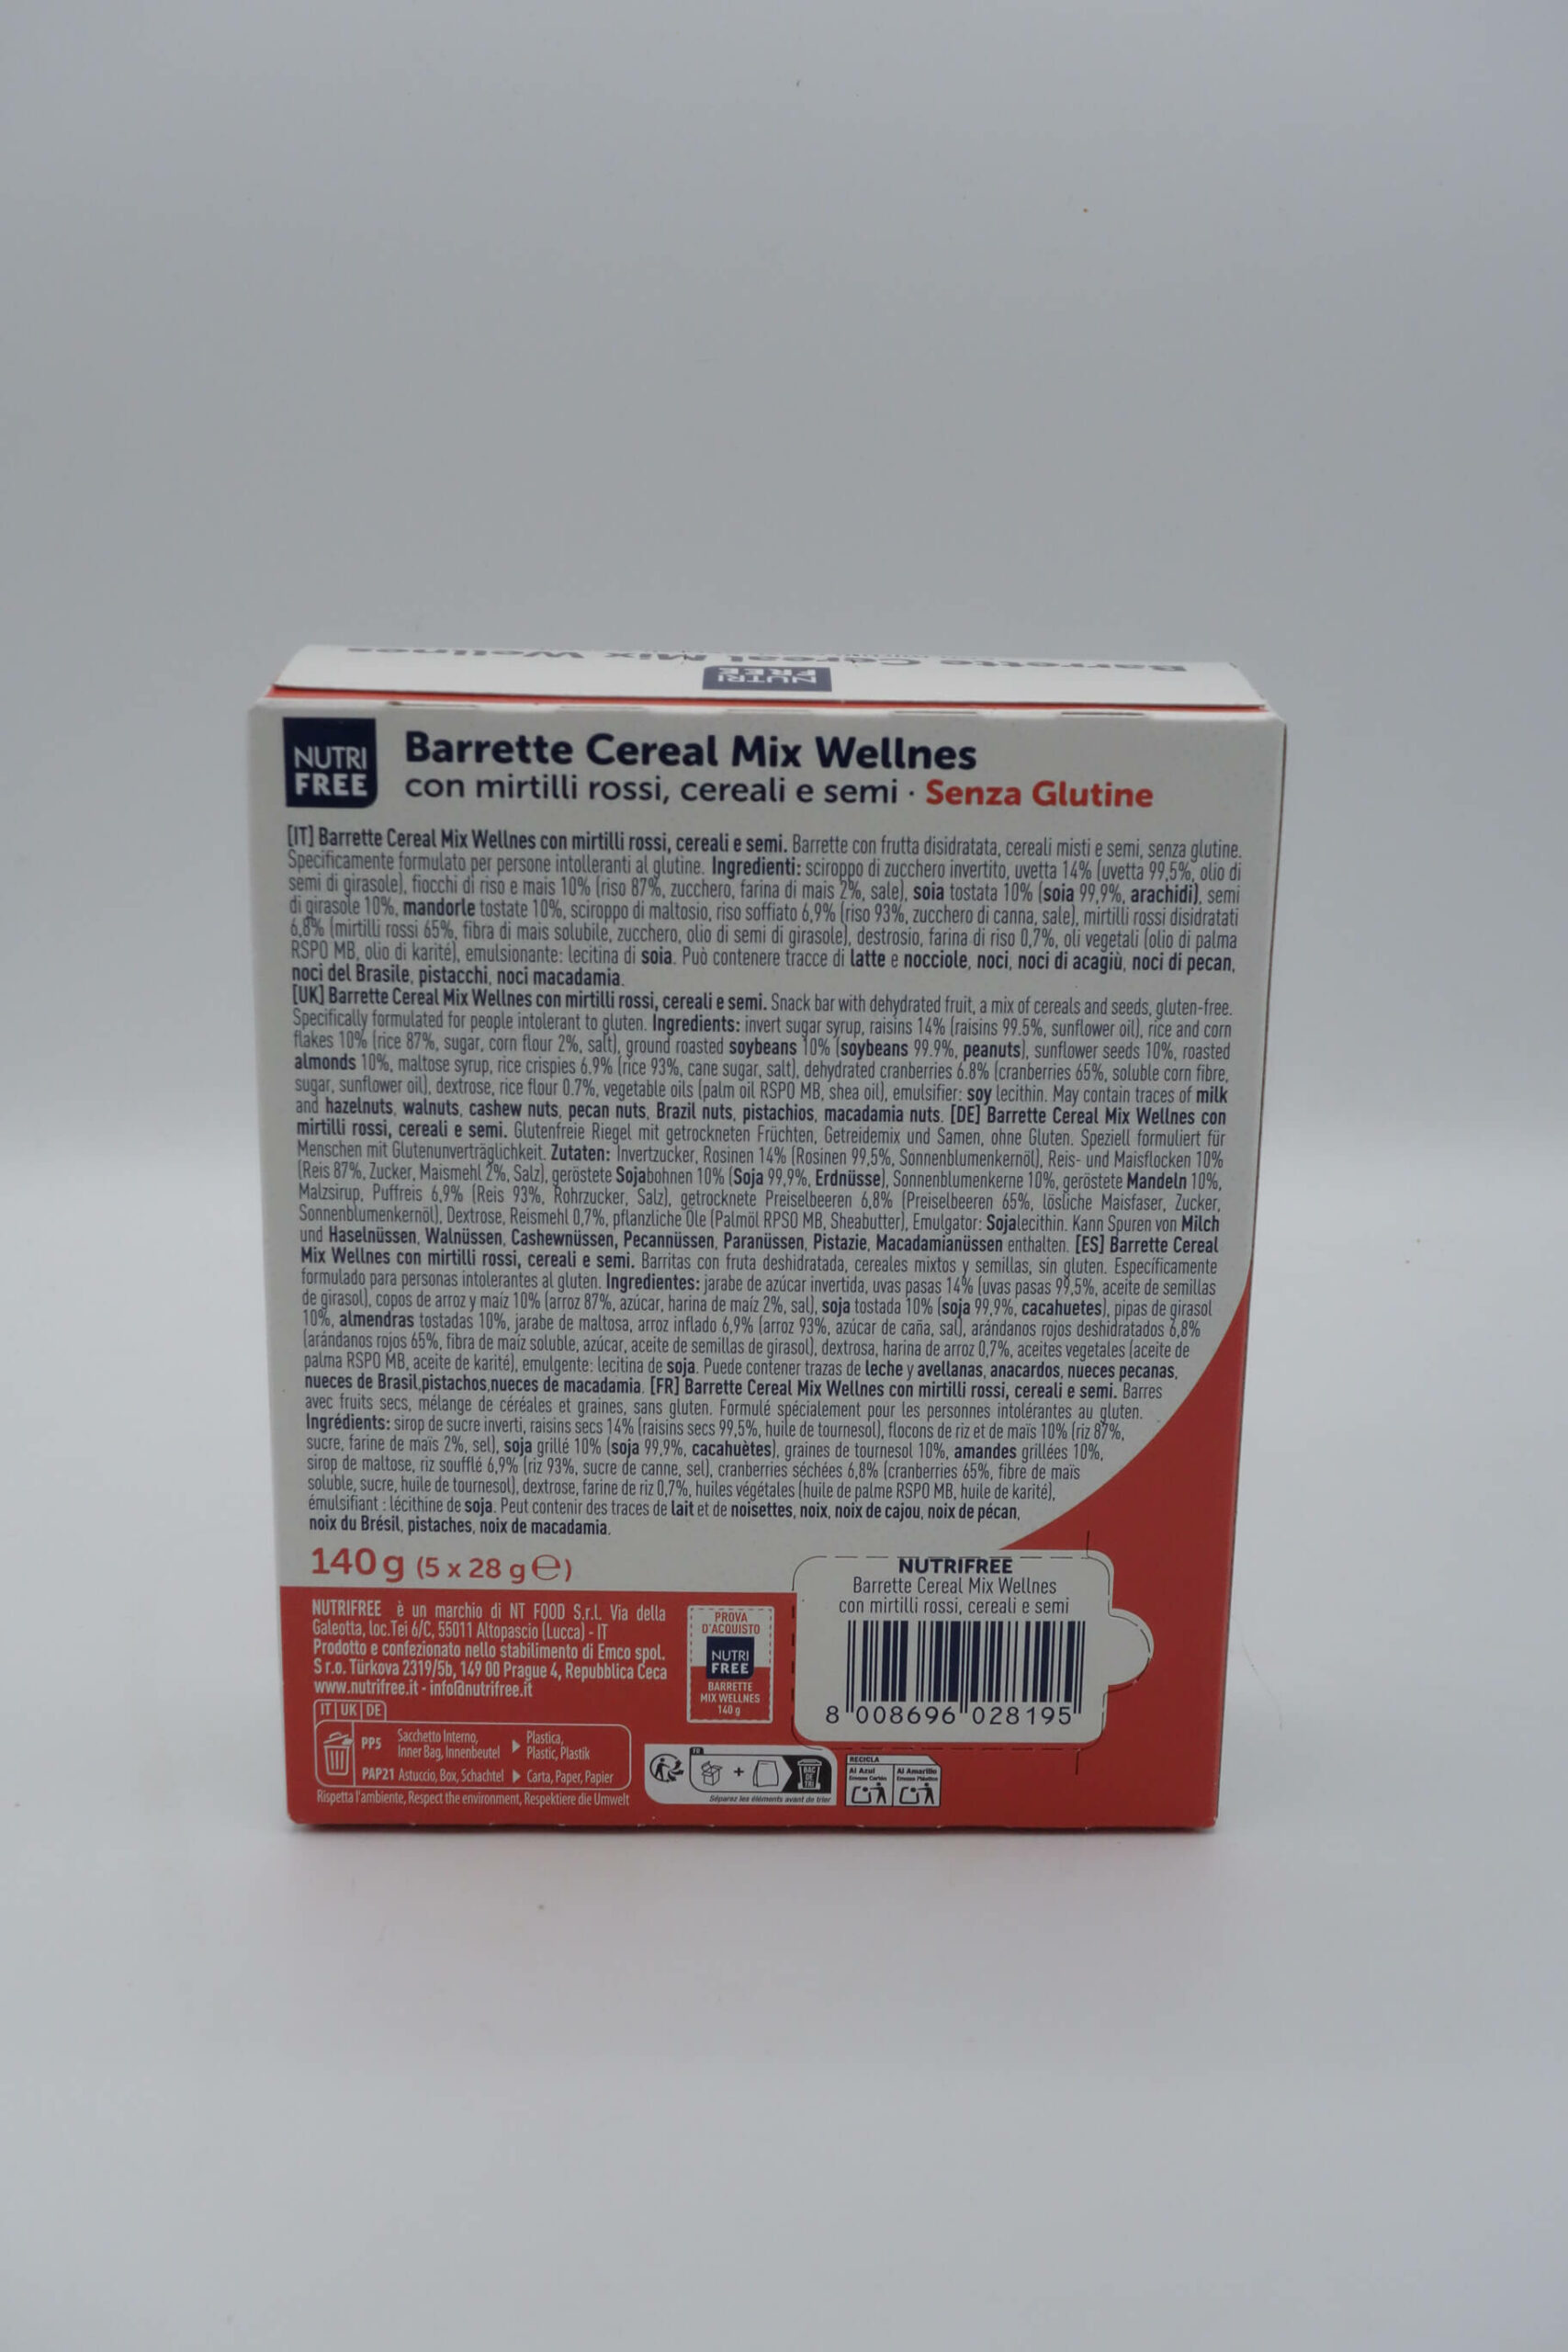 Barrette Cereal Mix Wellnes
NUTRI
FREE
NUTRI
FREE
Barrette Cereal Mix Wellnes
con mirtilli rossi, cereali e semi · Senza Glutine
[IT] Barrette Cereal Mix Wellnes con mirtilli rossi, cereali e semi. Barrette con frutta disidratata, cereali misti e semi, senza glutine.
Specificamente formulato per persone intolleranti al glutine. Ingredienti: sciroppo di zucchero invertito, uvetta 14% (uvetta 99,5%, olio di
semi di girasole), fiocchi di riso e mais 10% (riso 87%, zucchero, farina di mais 2%, sale), soia tostata 10% (soia 99,9%, arachidi), semi
di girasole 10%, mandorle tostate 10%, sciroppo di maltosio, riso soffiato 6,9% (riso 93%, zucchero di canna, sale), mirtilli rossi disidratati
6,8% (mirtilli rossi 65%, fibra di mais solubile, zucchero, olio di semi di girasole), destrosio, farina di riso 0,7%, oli vegetali (olio di palma
RSPO MB, olio di karité), emulsionante: lecitina di soia. Può contenere tracce di latte e nocciole, noci, noci di acagiù, noci di pecan,
noci del Brasile, pistacchi, noci macadamia.
[UK] Barrette Cereal Mix Wellnes con mirtilli rossi, cereali e semi. Snack bar with dehydrated fruit, a mix of cereals and seeds, gluten-free.
Specifically formulated for people intolerant to gluten. Ingredients: invert sugar syrup, raisins 14% (raisins 99.5%, sunflower oil), rice and corn
flakes 10% (rice 87%, sugar, corn flour 2%, salt), ground roasted soybeans 10% (soybeans 99.9%, peanuts), sunflower seeds 10%, roasted
almonds 10%, maltose syrup, rice crispies 6.9% (rice 93%, cane sugar, salt), dehydrated cranberries 6.8% (cranberries 65%, soluble corn fibre,
sugar, sunflower oil), dextrose, rice flour 0.7%, vegetable oils (palm oil RSPO MB, shea oil), emulsifier: soy lecithin. May contain traces of milk
and hazelnuts, walnuts, cashew nuts, pecan nuts, Brazil nuts, pistachios, macadamia nuts. [DE] Barrette Cereal Mix Wellnes con
mirtilli rossi, cereali e semi. Glutenfreie Riegel mit getrockneten Früchten, Getreidemix und Samen, ohne Gluten. Speziell formuliert für
Menschen mit Glutenunverträglichkeit. Zutaten: Invertzucker, Rosinen 14% (Rosinen 99,5%, Sonnenblumenkernöl), Reis- und Maisflocken 10%
(Reis 87%, Zucker, Maismehl 2%, Salz), geröstete Sojabohnen 10% (Soja 99,9%, Erdnüsse), Sonnenblumenkerne 10%, geröstete Mandeln 10%,
Malzsirup, Puffreis 6,9% (Reis 93%, Rohrzucker, Salz), getrocknete Preiselbeeren 6,8% (Preiselbeeren 65%, lösliche Maisfaser, Zucker,
Sonnenblumenkernöl), Dextrose, Reismehl 0,7%, pflanzliche Öle (Palmöl RPSO MB, Sheabutter), Emulgator: Sojalecithin. Kann Spuren von Milch
und Haselnüssen, Walnüssen, Cashewnüssen, Pecannüssen, Paranüssen, Pistazie, Macadamianüssen enthalten. [ES] Barrette Cereal
Mix Wellnes con mirtilli rossi, cereali e semi. Barritas con fruta deshidratada, cereales mixtos y semillas, sin gluten. Específicamente
formulado para personas intolerantes al gluten. Ingredientes: jarabe de azúcar invertida, uvas pasas 14% (uvas pasas 99,5%, aceite de semillas
de girasol), copos de arroz y maíz 10% (arroz 87%, azúcar, harina de maíz 2%, sal), soja tostada 10% (soja 99,9%, cacahuetes), pipas de girasol
10%, almendras tostadas 10%, jarabe de maltosa, arroz inflado 6,9% (arroz 93%, azúcar de caña, sal), arándanos rojos deshidratados 6,8%
(arándanos rojos 65%, fibra de maíz soluble, azúcar, aceite de semillas de girasol), dextrosa, harina de arroz 0,7%, aceites vegetales (aceite de
palma RSPO MB, aceite de karité), emulgente: lecitina de soja. Puede contener trazas de leche y avellanas, anacardos, nueces pecanas,
nueces de Brasil,pistachos,nueces de macadamia. [FR] Barrette Cereal Mix Wellnes con mirtilli rossi, cereali e semi. Barres
avec fruits secs, mélange de céréales et graines, sans gluten. Formulé spécialement pour les personnes intolérantes au gluten.
Ingrédients: sirop de sucre inverti, raisins secs 14% (raisins secs 99,5%, huile de tournesol), flocons de riz et de maïs 10% (riz 87%,
sucre, farine de maïs 2%, sel), soja grillé 10% (soja 99,9%, cacahuètes), graines de tournesol 10%, amandes grillées 10%,
sirop de maltose, riz soufflé 6,9% (riz 93%, sucre de canne, sel), cranberries séchées 6,8% (cranberries 65%, fibre de maïs
soluble, sucre, huile de tournesol), dextrose, farine de riz 0,7%, huiles végétales (huile de palme RSPO MB, huile de karité),
émulsifiant : lécithine de soja. Peut contenir des traces de lait et de noisettes, noix, noix de cajou, noix de pécan,
noix du Brésil, pistaches, noix de macadamia.
140 g (5 x 28 g ℮)
NUTRIFREE è un marchio di NT FOOD S.r.l. Via della
Galeotta, loc.Tei 6/C, 55011 Altopascio (Lucca) - IT
Prodotto e confezionato nello stabilimento di Emco spol.
S r.o. Türkova 2319/5b, 149 00 Prague 4, Repubblica Ceca
www.nutrifree.it - info@nutrifree.it
PROVA
D'ACQUISTO
NUTRI
FREE
BARRETTE
MIX WELLNES
140 g
NUTRIFREE
Barrette Cereal Mix Wellnes
con mirtilli rossi, cereali e semi
8 008696 028195
IT UK DE
PP5 Sacchetto Interno, Inner Bag, Innenbeutel Plastica, Plastic, Plastik
PAP21 Astuccio, Box, Schachtel Carta, Paper, Papier
Rispetta l'ambiente, Respect the environment, Respektiere die Umwelt
FR
+
BAC
DE
TRI
Séparez les éléments avant de trier
RECICLA
Al Azul
Envase Cartón
Al Amarillo
Envase Plástico